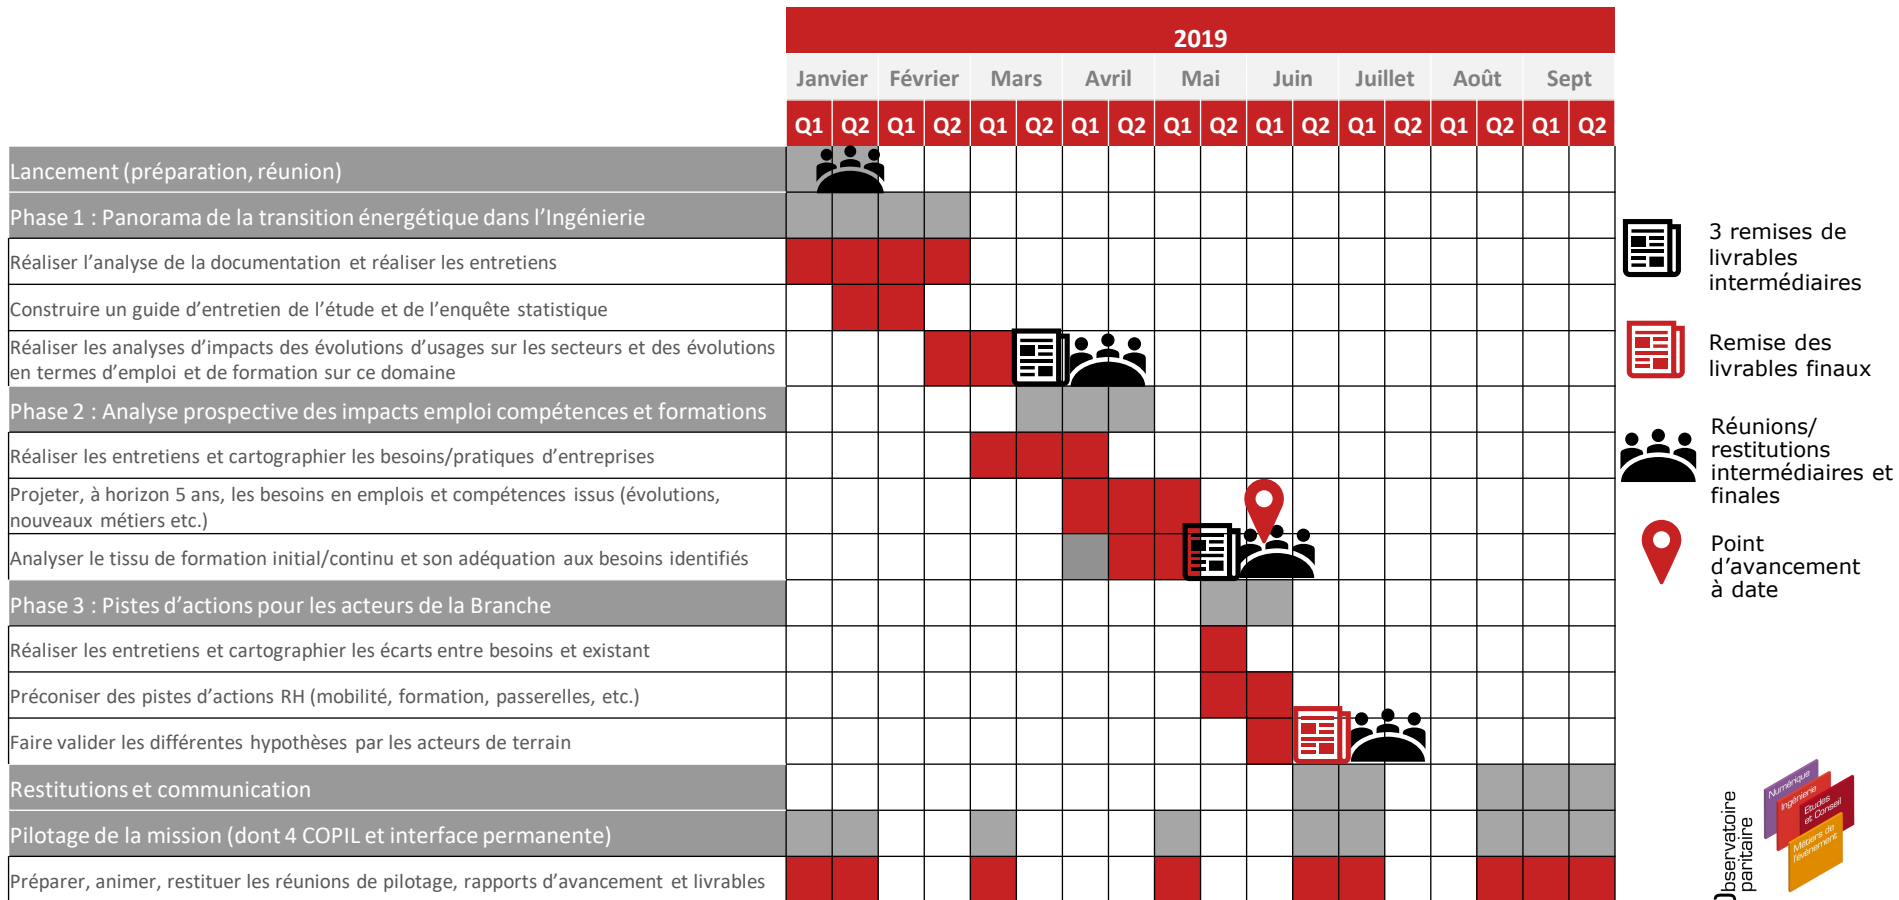 2019
Janvier Février Mars Avril Mai Juin Juillet Août Sept
Q1 Q2 Q1 Q2 Q1 Q2 Q1 Q2 Q1 Q2 Q1 Q2 Q1 Q2 Q1 Q2 Q1 Q2
Lancement (préparation, réunion)
Phase 1 : Panorama de la transition énergétique dans l’Ingénierie
Réaliser l’analyse de la documentation et réaliser les entretiens
Construire un guide d’entretien de l’étude et de l’enquête statistique
Réaliser les analyses d’impacts des évolutions d’usages sur les secteurs et des évolutions
en termes d’emploi et de formation sur ce domaine
Phase 2 : Analyse prospective des impacts emploi compétences et formations
Réaliser les entretiens et cartographier les besoins/pratiques d’entreprises
Projeter, à horizon 5 ans, les besoins en emplois et compétences issus (évolutions,
nouveaux métiers etc.)
Analyser le tissu de formation initial/continu et son adéquation aux besoins identifiés
Phase 3 : Pistes d’actions pour les acteurs de la Branche
Réaliser les entretiens et cartographier les écarts entre besoins et existant
Préconiser des pistes d’actions RH (mobilité, formation, passerelles, etc.)
Faire valider les différentes hypothèses par les acteurs de terrain
Restitutions et communication
Pilotage de la mission (dont 4 COPIL et interface permanente)
Préparer, animer, restituer les réunions de pilotage, rapports d’avancement et livrables
3 remises de
livrables
intermédiaires
Remise des
livrables finaux
Réunions/
restitutions
intermédiaires et
finales
Point
d’avancement
à date
Observatoire
paritaire
Numérique
Ingénierie
Etudes
et Conseil
Métiers de
l'évènement